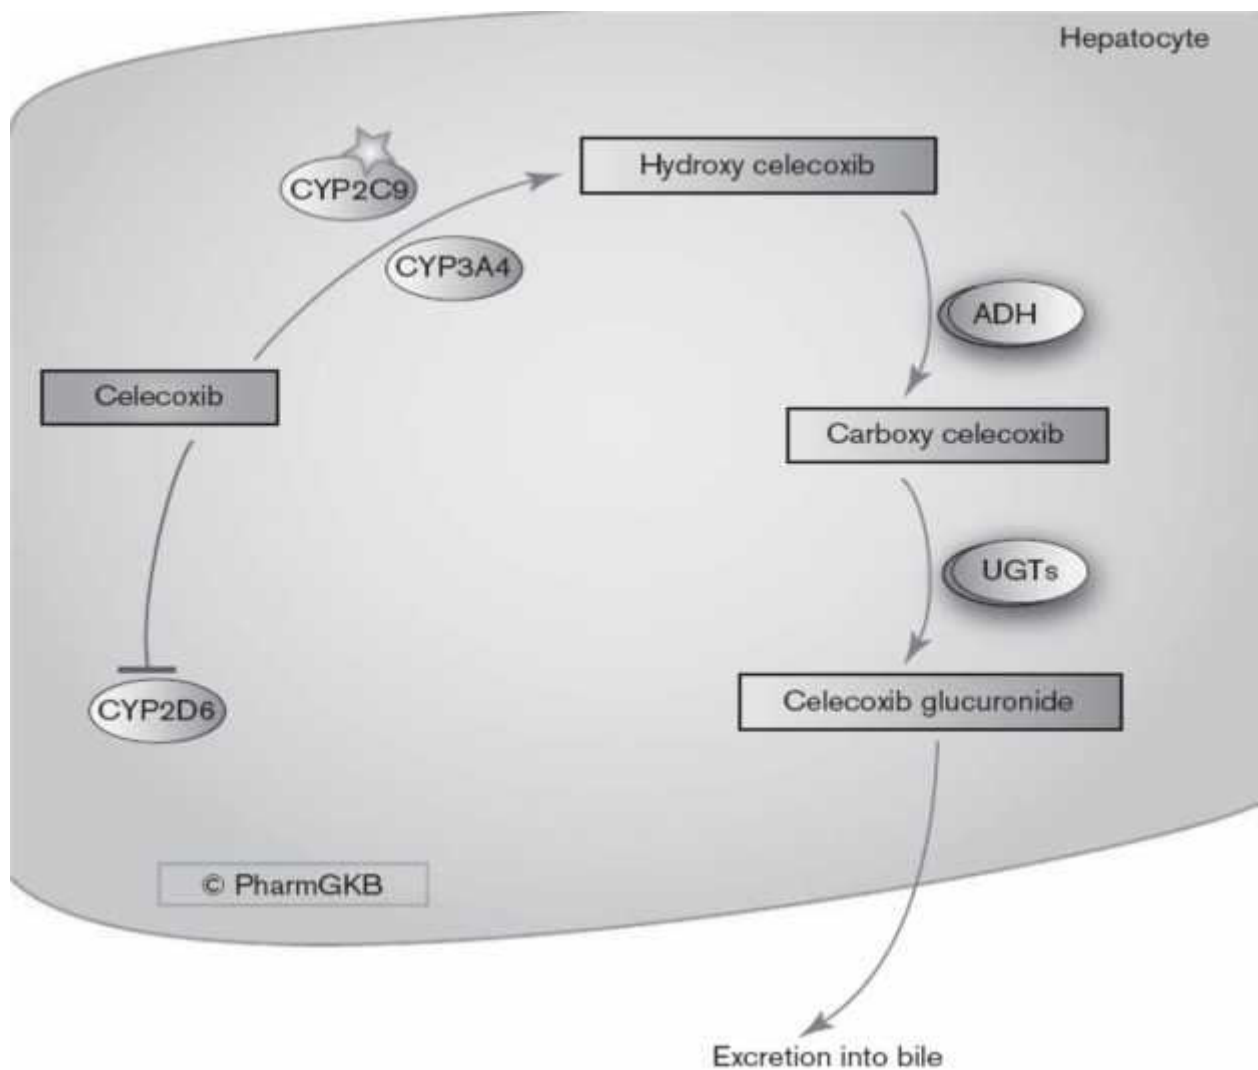 Hepatocyte
CYP2C9
Hydroxy celecoxib
CYP3A4
ADH
Celecoxib
Carboxy celecoxib
UGTs
CYP2D6
Celecoxib glucuronide
© PharmGKB
Excretion into bile